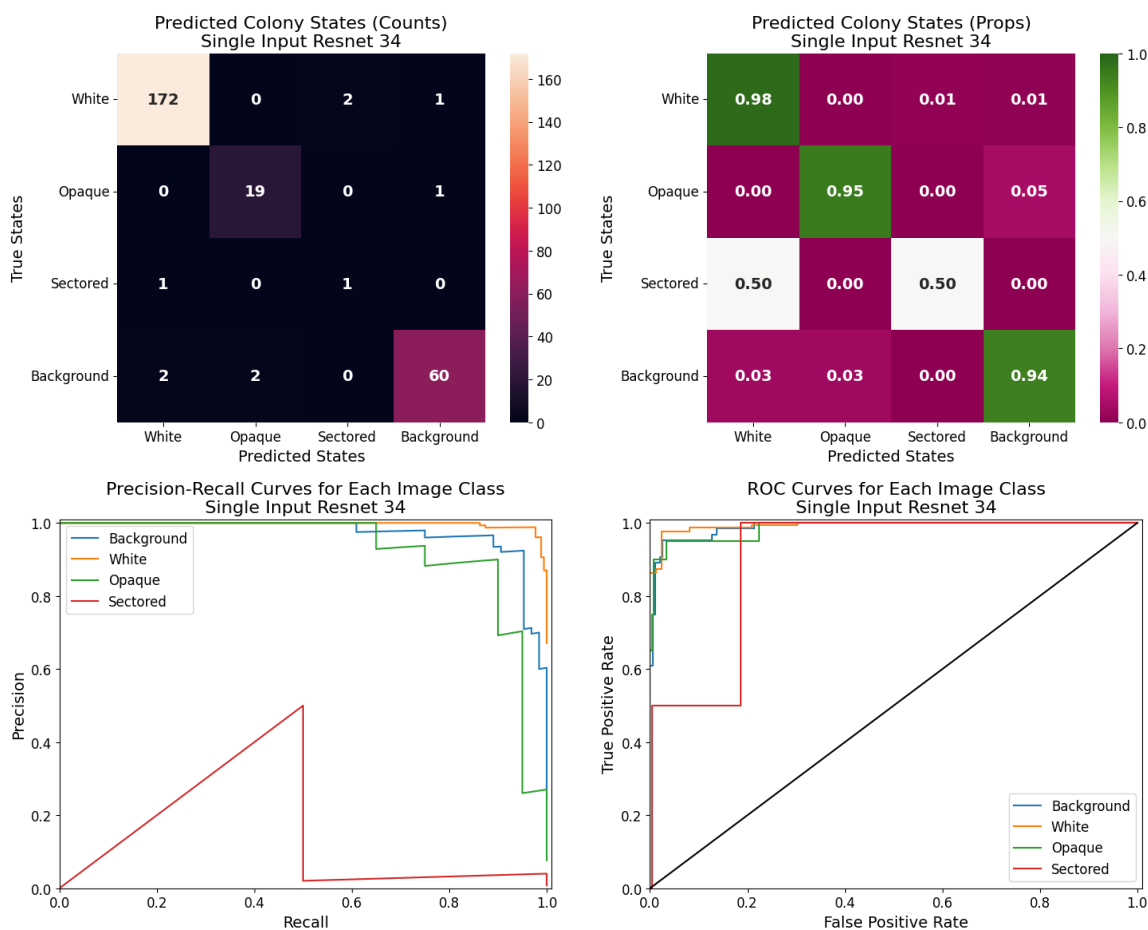 Predicted Colony States (Counts)
Single Input Resnet 34
True States
White
Opaque
Sectored
Background
172 0 2 1
0 19 0 1
1 0 1 0
2 2 0 60
White Opaque Sectored Background
Predicted States
160
140
120
100
80
60
40
20
0
Predicted Colony States (Props)
Single Input Resnet 34
True States
White
Opaque
Sectored
Background
0.98 0.00 0.01 0.01
0.00 0.95 0.00 0.05
0.50 0.00 0.50 0.00
0.03 0.03 0.00 0.94
White Opaque Sectored Background
Predicted States
1.0
0.8
0.6
0.4
0.2
0.0
Precision-Recall Curves for Each Image Class
Single Input Resnet 34
Precision
1.0
0.8
0.6
0.4
0.2
0.0
Background
White
Opaque
Sectored
0.0 0.2 0.4 0.6 0.8 1.0
Recall
ROC Curves for Each Image Class
Single Input Resnet 34
True Positive Rate
1.0
0.8
0.6
0.4
0.2
0.0
Background
White
Opaque
Sectored
0.0 0.2 0.4 0.6 0.8 1.0
False Positive Rate